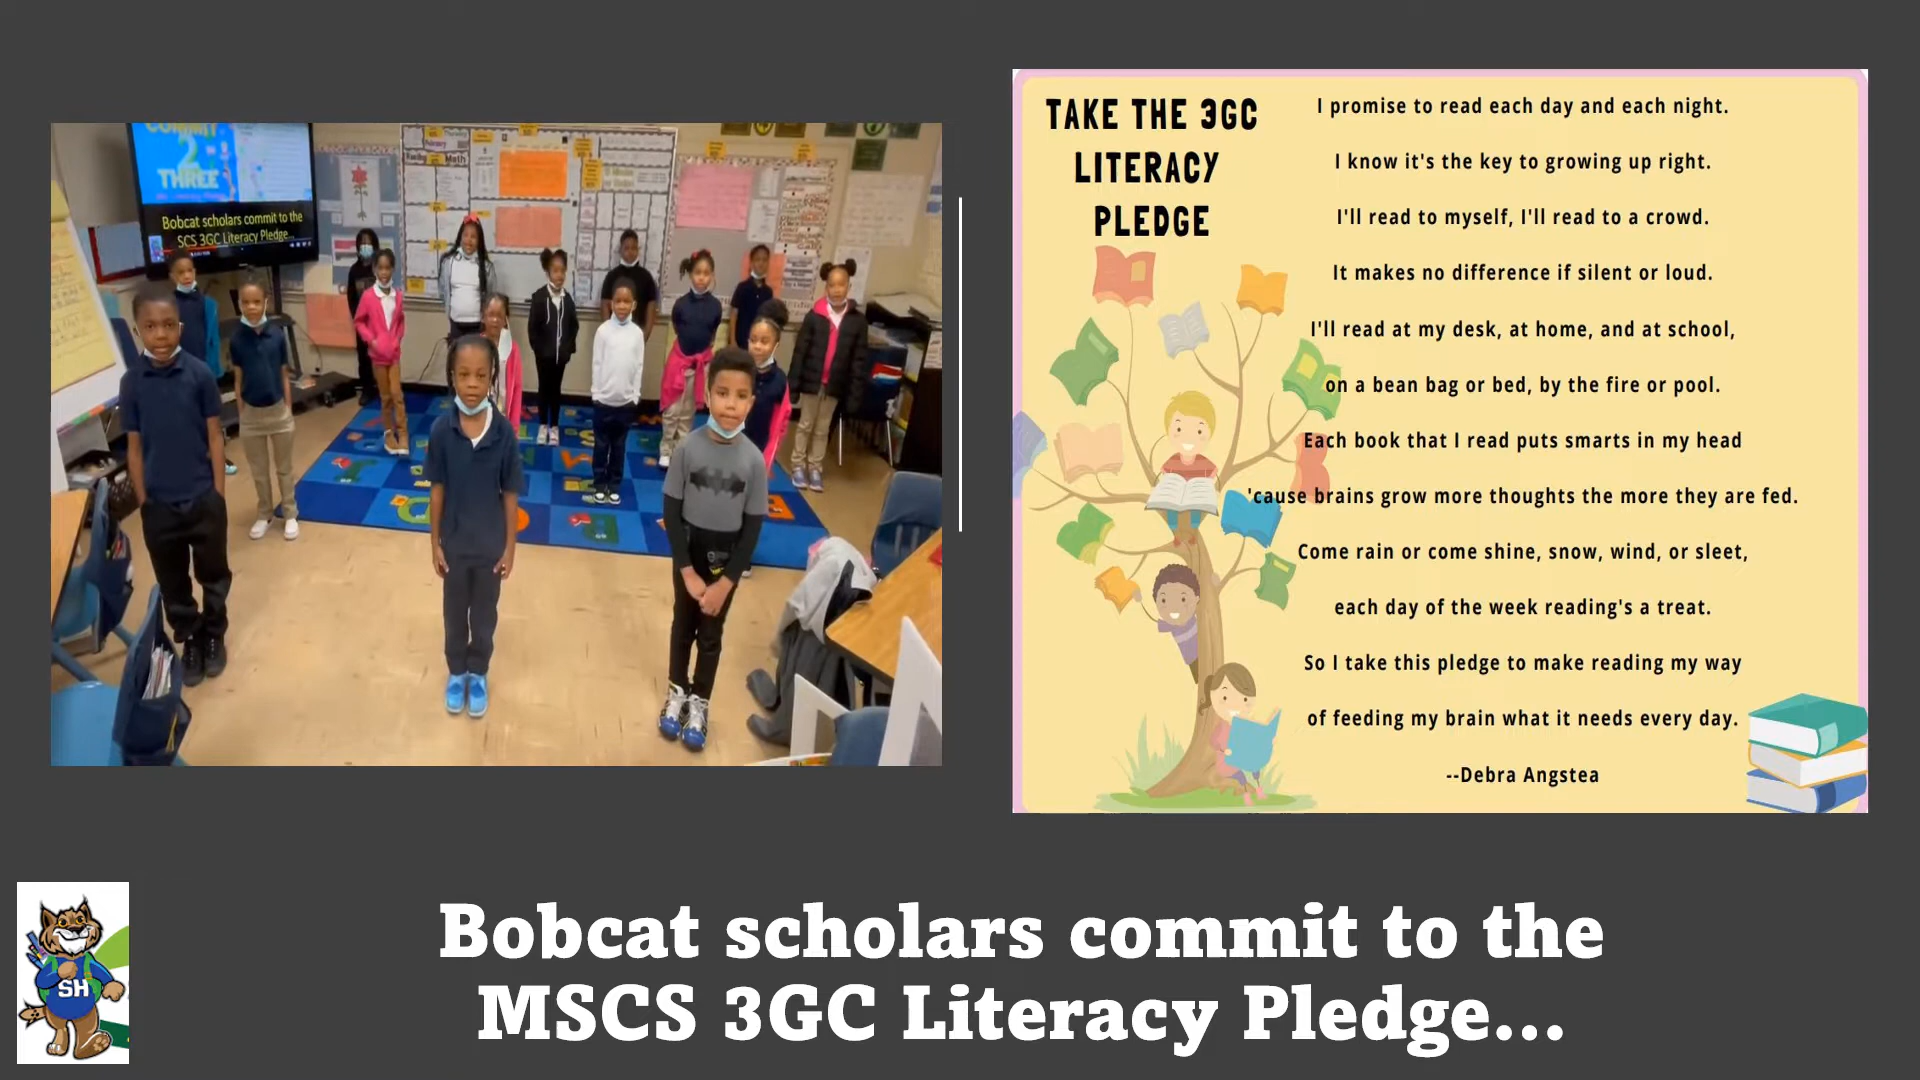 COMMIT
2
THREE
Bobcat scholars commit to the
SCS 3GC Literacy Pledge...
Math
TAKE THE 3GC
LITERACY
PLEDGE
I promise to read each day and each night.
I know it's the key to growing up right.
I'll read to myself, I'll read to a crowd.
It makes no difference if silent or loud.
I'll read at my desk, at home, and at school,
on a bean bag or bed, by the fire or pool.
Each book that I read puts smarts in my head
'cause brains grow more thoughts the more they are fed.
Come rain or come shine, snow, wind, or sleet,
each day of the week reading's a treat.
So I take this pledge to make reading my way
of feeding my brain what it needs every day.
--Debra Angstea
SH
Bobcat scholars commit to the
MSCS 3GC Literacy Pledge...